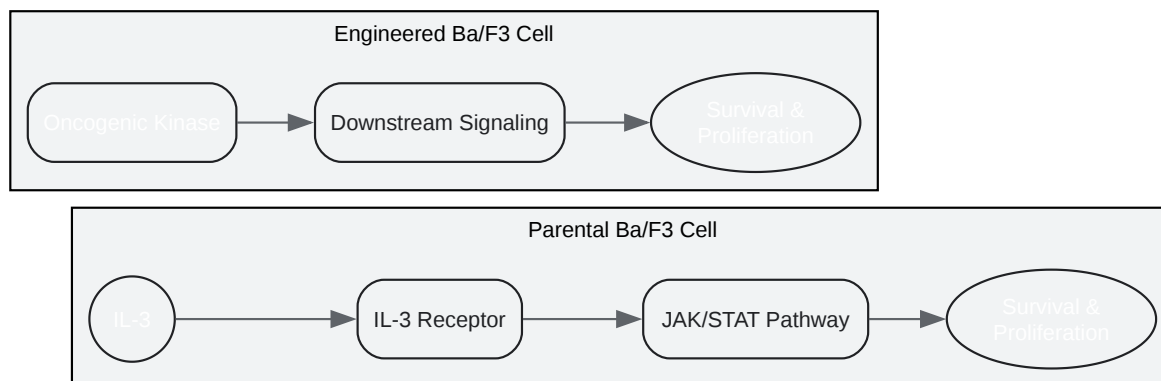 Engineered Ba/F3 Cell
Oncogenic Kinase
Downstream Signaling
Survival &
Proliferation
Parental Ba/F3 Cell
IL-3
IL-3 Receptor
JAK/STAT Pathway
Survival &
Proliferation